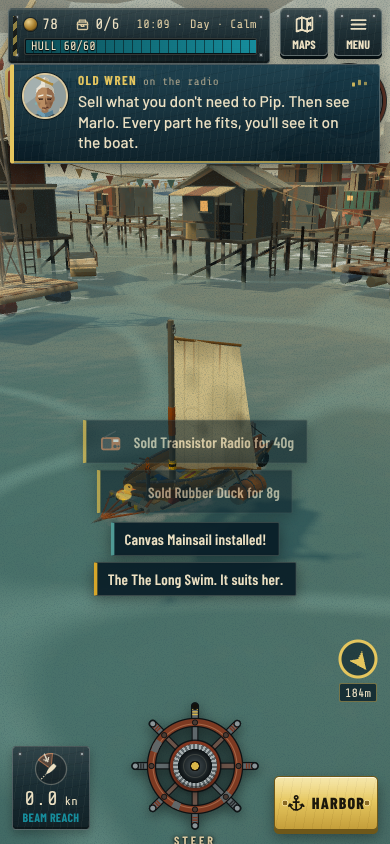 78
0/6
10:09 · Day · Calm
HULL 60/60
MAPS
MENU
OLD WREN on the radio
Sell what you don't need to Pip. Then see
Marlo. Every part he fits, you'll see it on
the boat.
Sold Transistor Radio for 40g
Sold Rubber Duck for 8g
Canvas Mainsail installed!
The The Long Swim. It suits her.
184m
0.0 kn
BEAM REACH
HARBOR
STEER